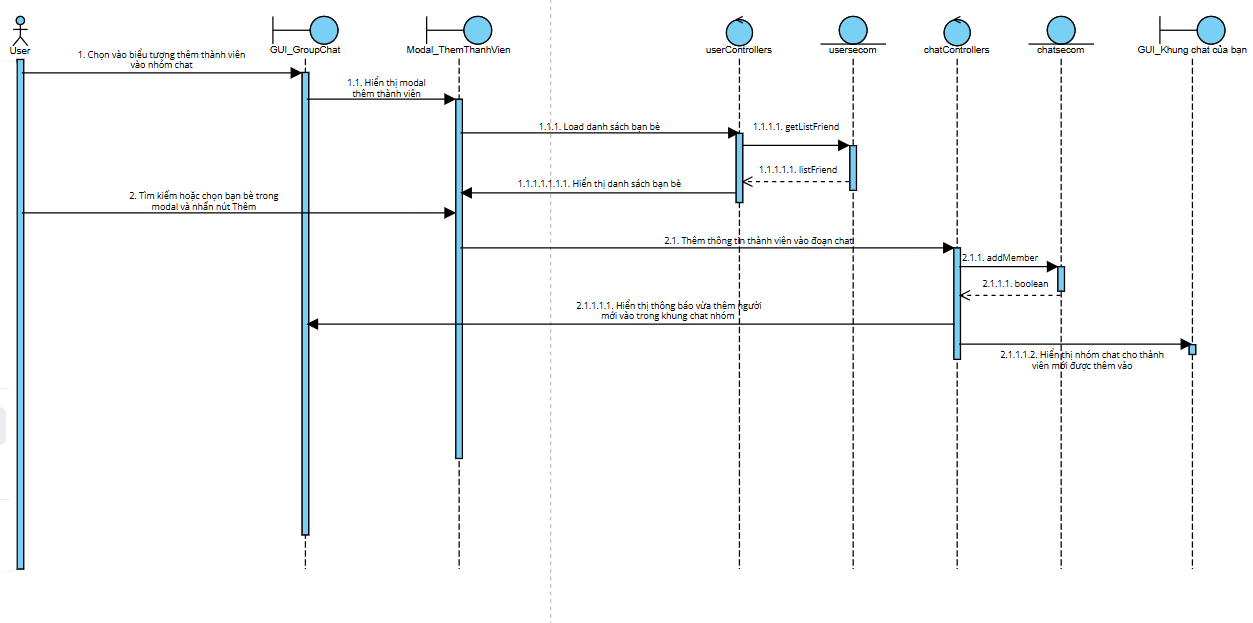 User
GUI_GroupChat
Modal_ThemThanhVien
userControllers
usersecom
chatControllers
chatsecom
GUI_Khung chat của bạn
1. Chọn vào biểu tượng thêm thành viên
vào nhóm chat
1.1. Hiển thị modal
thêm thành viên
1.1.1. Load danh sách bạn bè
1.1.1.1. getListFriend
1.1.1.1.1. listFriend
1.1.1.1.1.1.1. Hiển thị danh sách bạn bè
2. Tìm kiếm hoặc chọn bạn bè trong
modal và nhấn nút Thêm
2.1. Thêm thông tin thành viên vào đoạn chat
2.1.1. addMember
2.1.1.1. boolean
2.1.1.1.1. Hiển thị thông báo vừa thêm người
mới vào trong khung chat nhóm
2.1.1.1.2. Hiển thị nhóm chat cho thành
viên mới được thêm vào